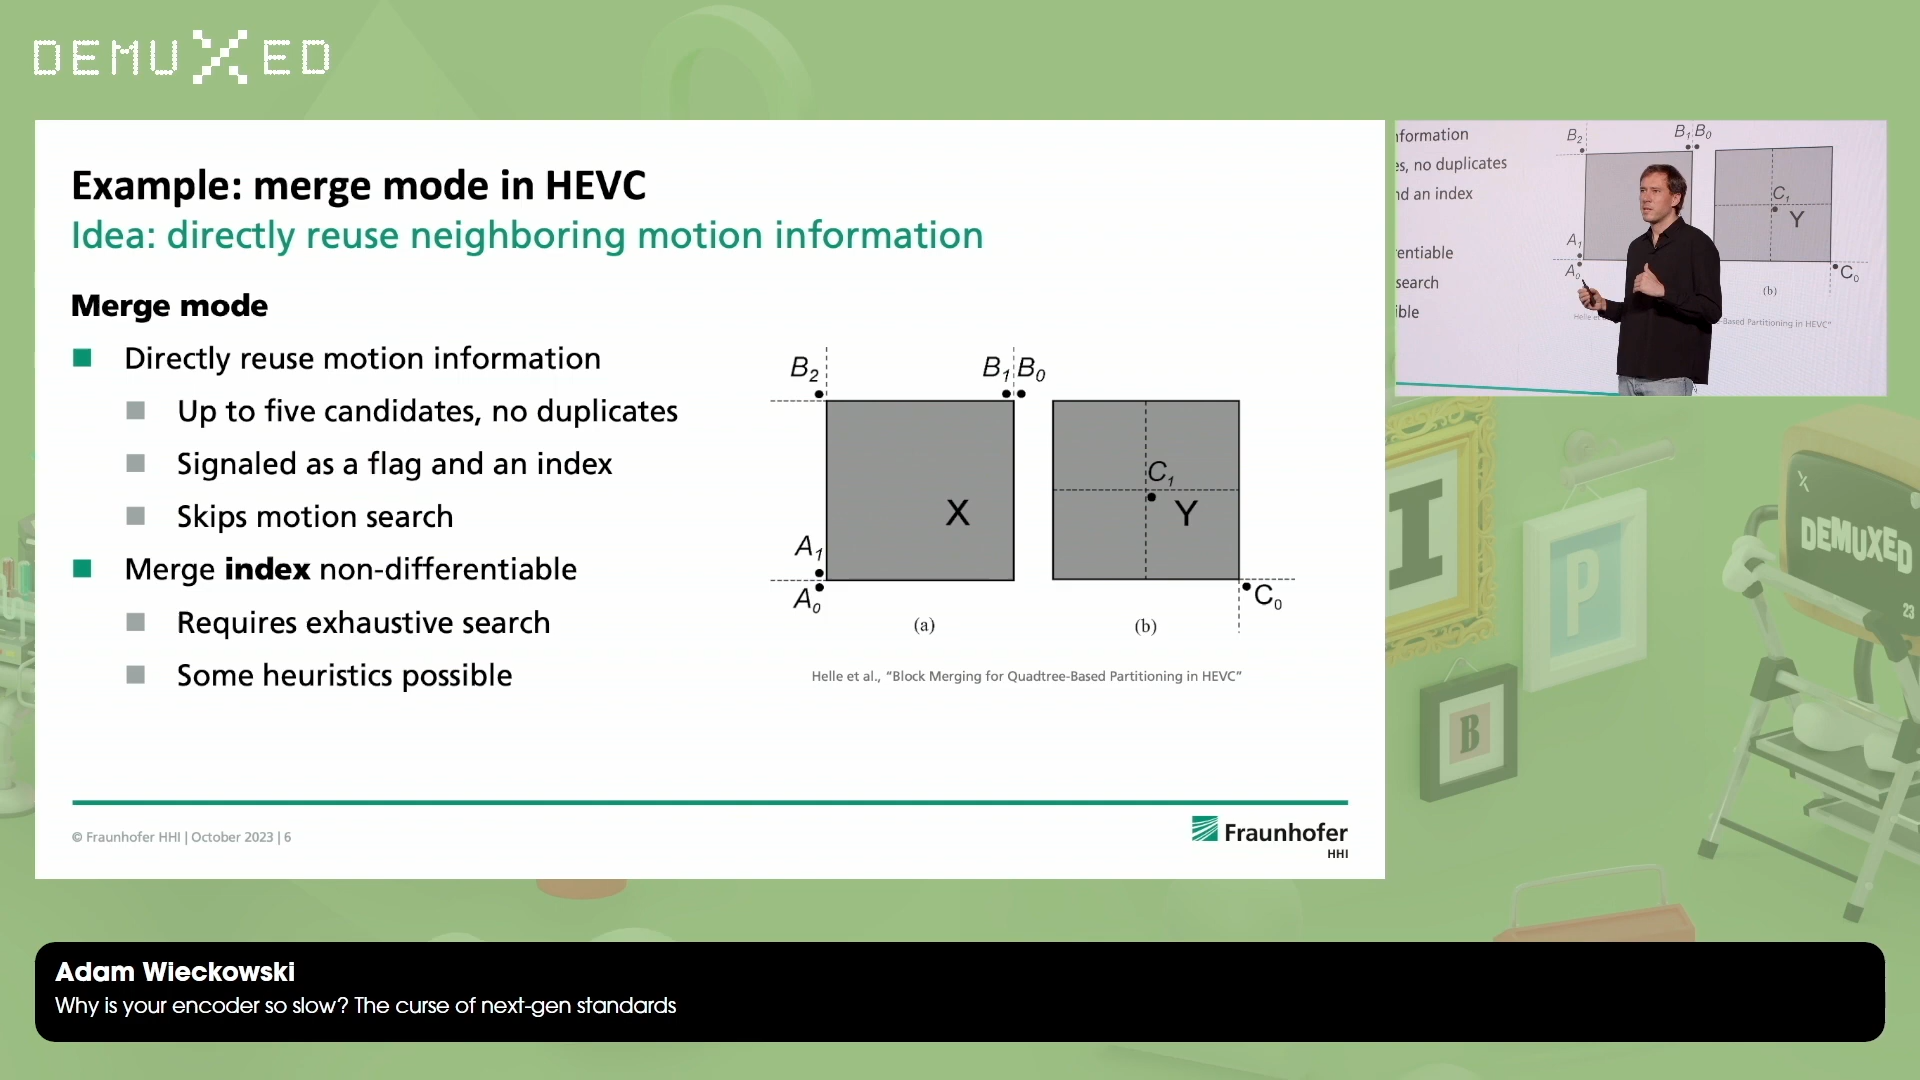 DEMUXED
Example: merge mode in HEVC
Idea: directly reuse neighboring motion information
Merge mode
Directly reuse motion information
Up to five candidates, no duplicates
Signaled as a flag and an index
Skips motion search
Merge index non-differentiable
Requires exhaustive search
Some heuristics possible
B2 B1 B0
X
A1
A0
C1
Y
C0
(a) (b)
Helle et al., “Block Merging for Quadtree-Based Partitioning in HEVC”
© Fraunhofer HHI | October 2023 | 6
Fraunhofer
HHI
nformation
es, no duplicates
nd an index
entiable
search
ible
B2 B1 B0
C1
Y
A1
A0
C0
(b)
Based Partitioning in HEVC”
I
P
B
X
DEMUXED
23
Adam Wieckowski
Why is your encoder so slow? The curse of next-gen standards